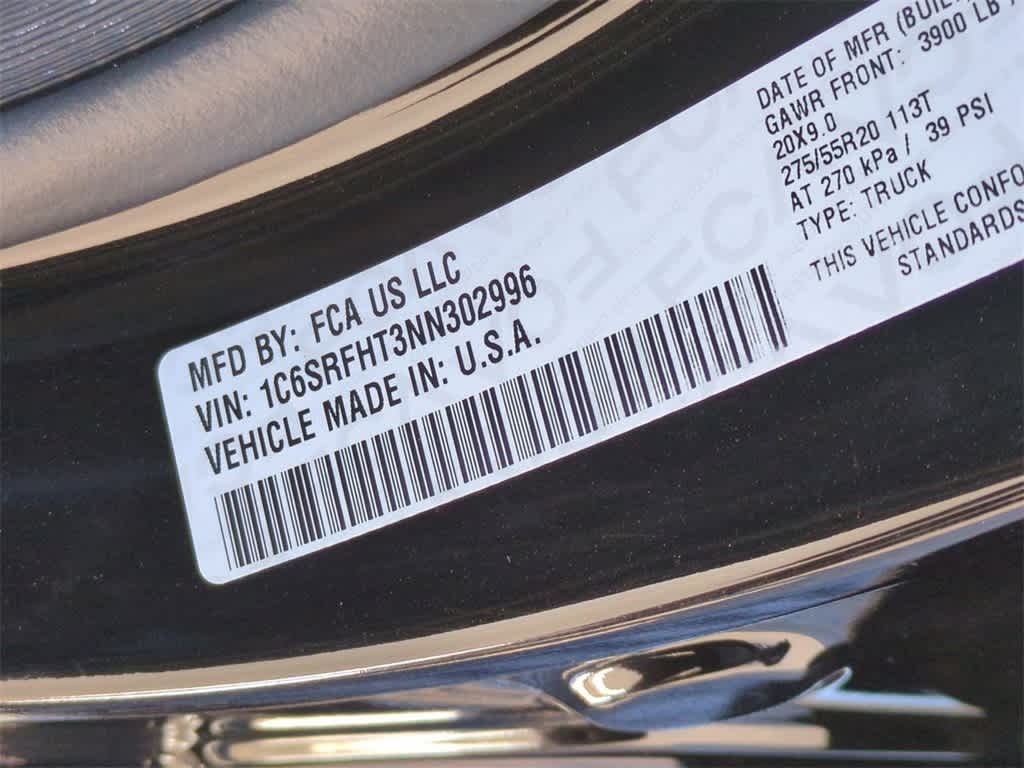 MFD BY: FCA US LLC
VIN: 1C6SRFHT3NN302996
VEHICLE MADE IN: U.S.A.
DATE OF MFR (BUILT
GAWR FRONT: 3900 LB
20X9.0
275/55R20 113T
AT 270 kPa / 39 PSI
TYPE: TRUCK
THIS VEHICLE CONFO
STANDARDS